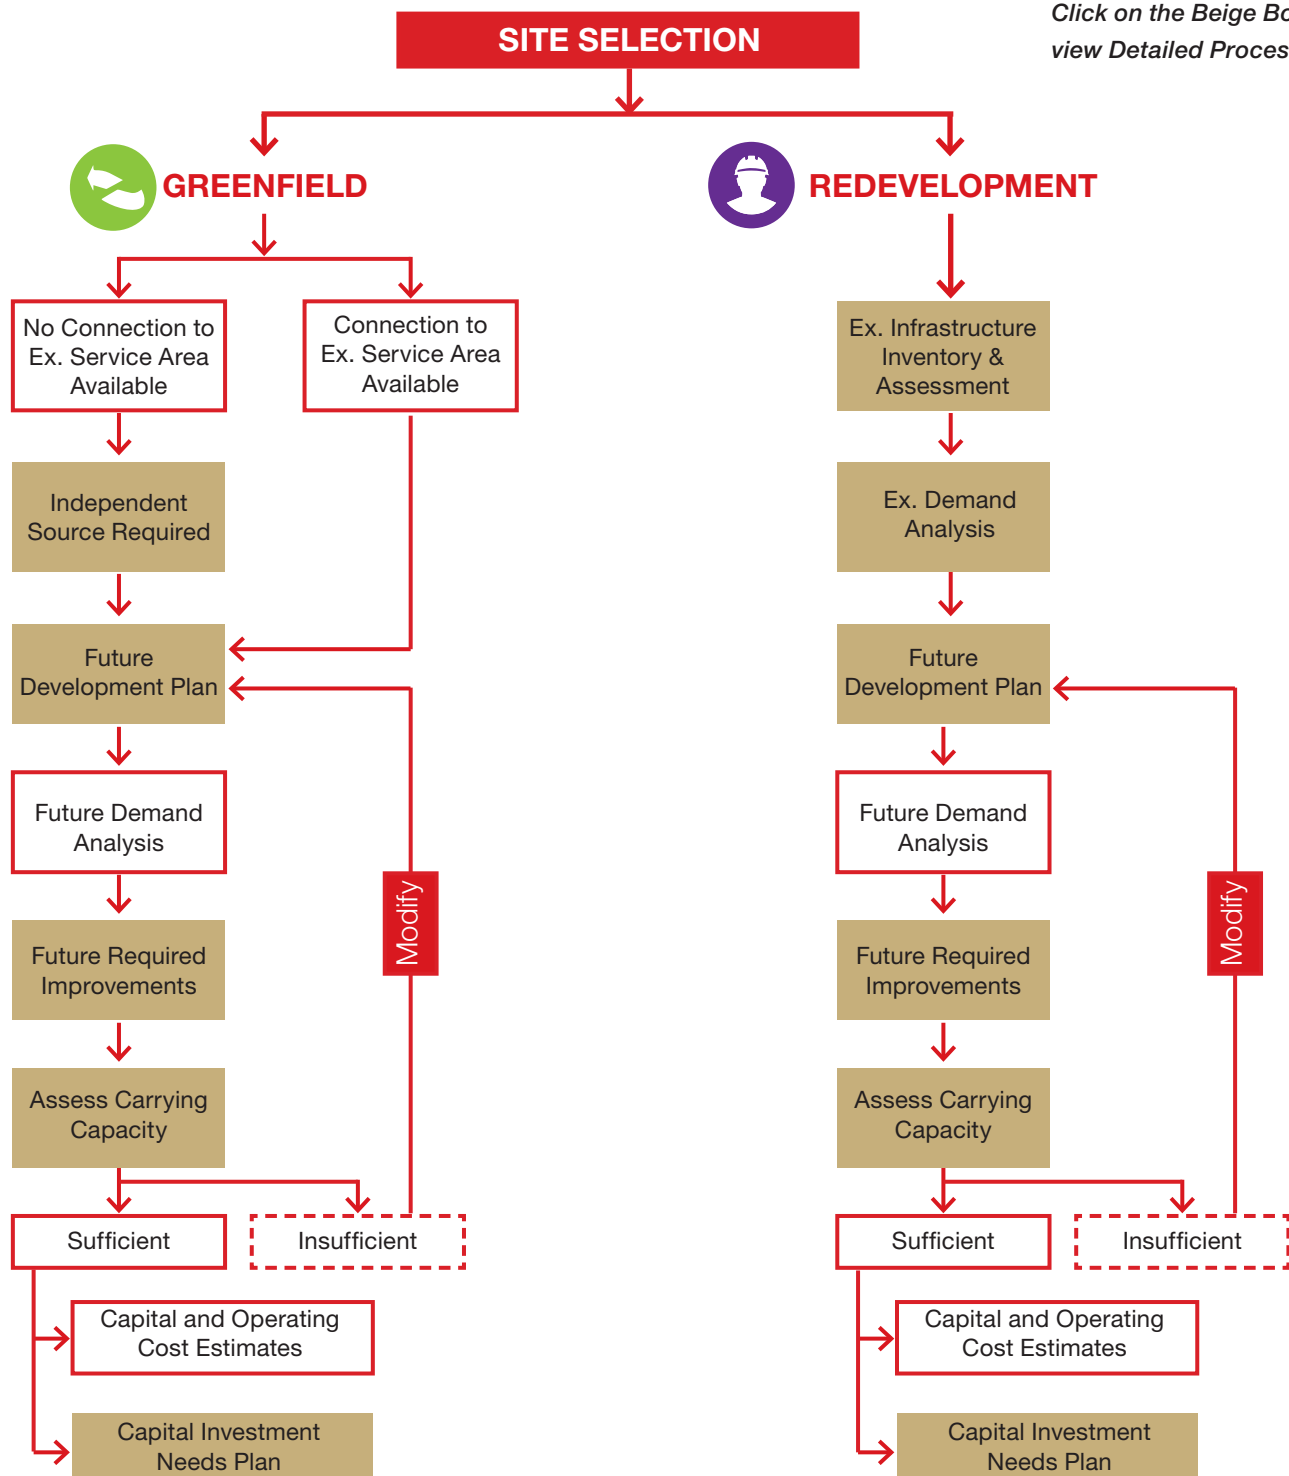 Click on the Beige Bo
view Detailed Proces
SITE SELECTION
GREENFIELD
REDEVELOPMENT
No Connection to
Ex. Service Area
Available
Connection to
Ex. Service Area
Available
Ex. Infrastructure
Inventory &
Assessment
Independent
Source Required
Ex. Demand
Analysis
Future
Development Plan
Future
Development Plan
Future Demand
Analysis
Future Demand
Analysis
Modify
Modify
Future Required
Improvements
Future Required
Improvements
Assess Carrying
Capacity
Assess Carrying
Capacity
Sufficient
Insufficient
Sufficient
Insufficient
Capital and Operating
Cost Estimates
Capital and Operating
Cost Estimates
Capital Investment
Needs Plan
Capital Investment
Needs Plan